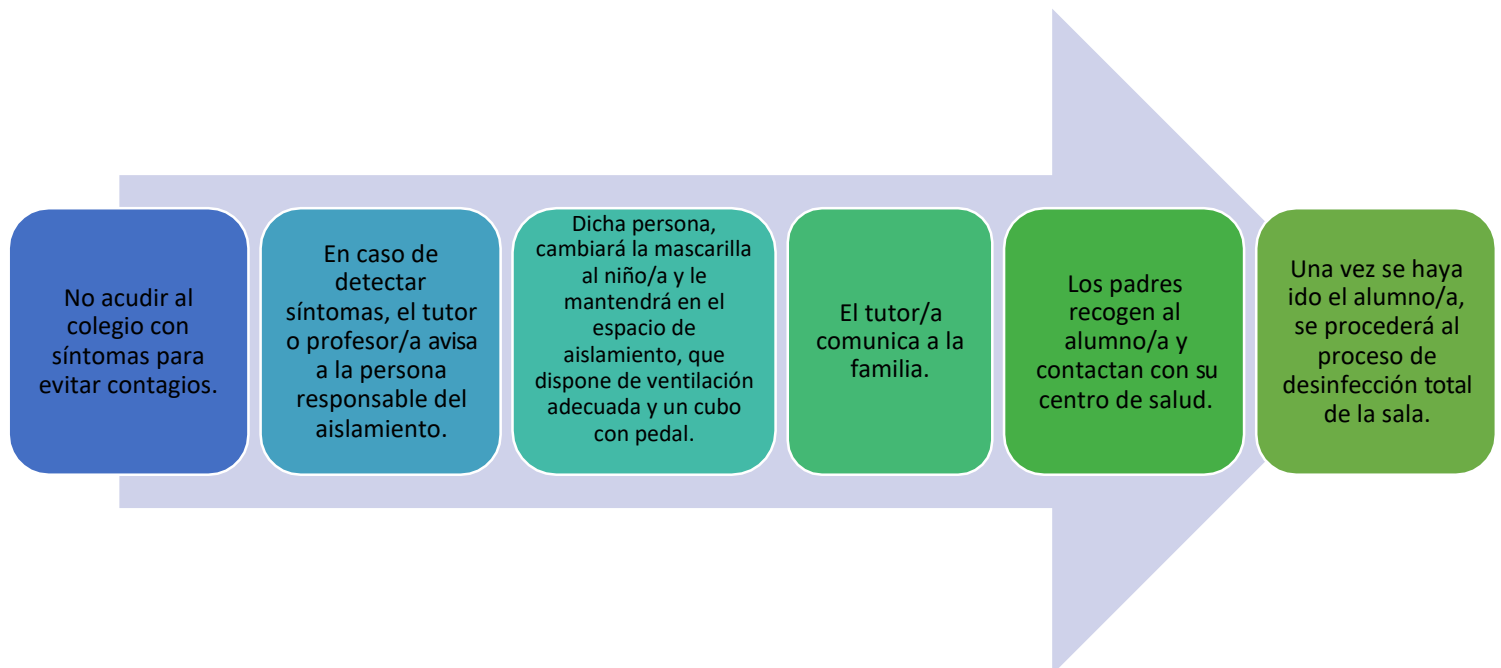 No acudir al
colegio con
síntomas para
evitar contagios.
En caso de
detectar
síntomas, el tutor
o profesor/a avisa
a la persona
responsable del
aislamiento.
Dicha persona,
cambiará la mascarilla
al niño/a y le
mantendrá en el
espacio de
aislamiento, que
dispone de ventilación
adecuada y un cubo
con pedal.
El tutor/a
comunica a la
familia.
Los padres
recogen al
alumno/a y
contactan con su
centro de salud.
Una vez se haya
ido el alumno/a,
se procederá al
proceso de
desinfección total
de la sala.